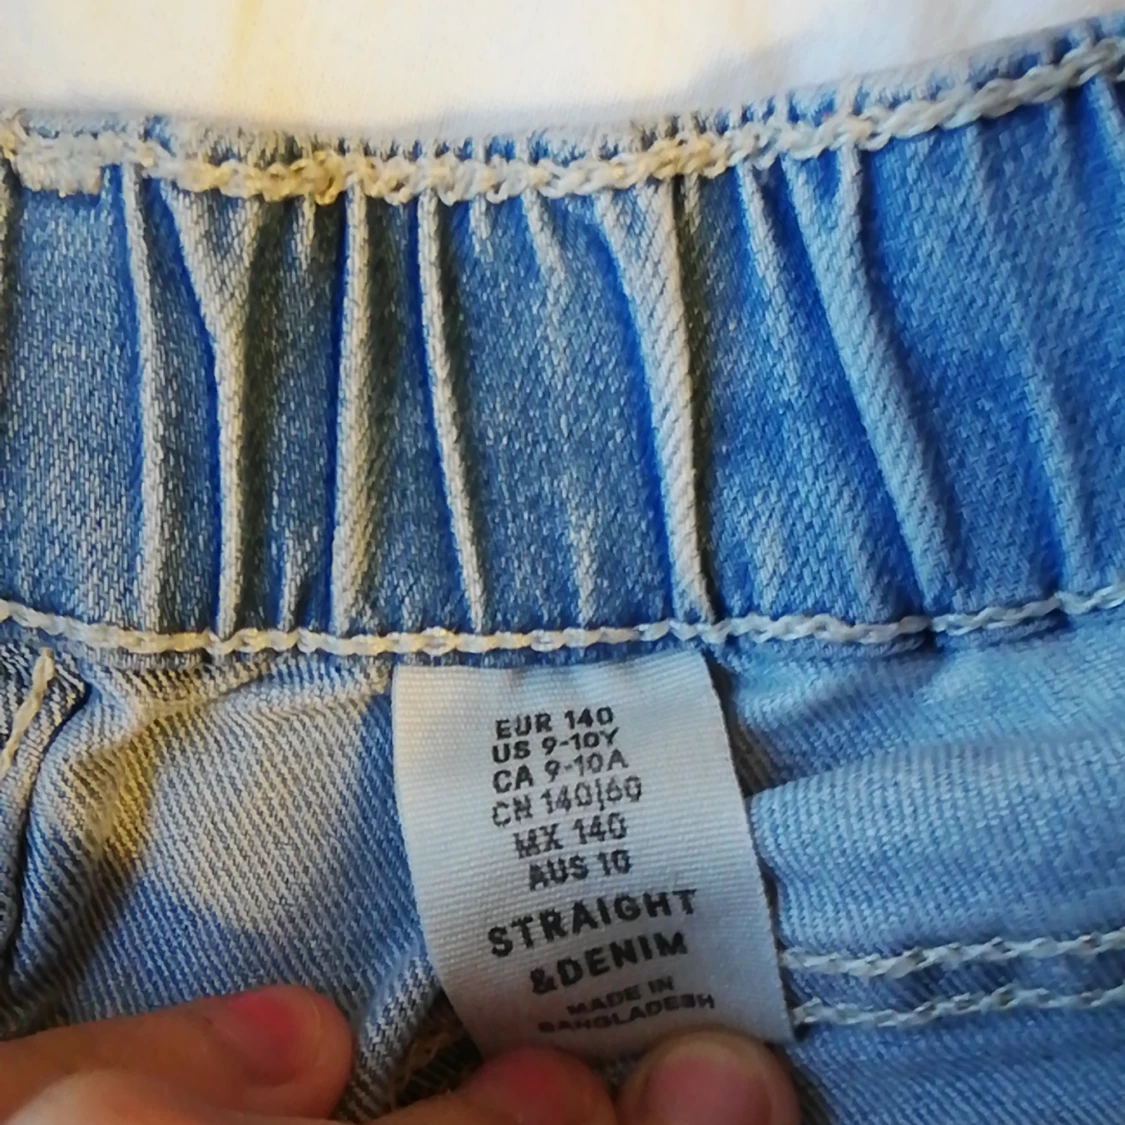 EUR 140
US 9-10Y
CA 9-10A
CN 140|60
MX 140
AUS 10
STRAIGHT
&DENIM
MADE IN
BANGLADESH